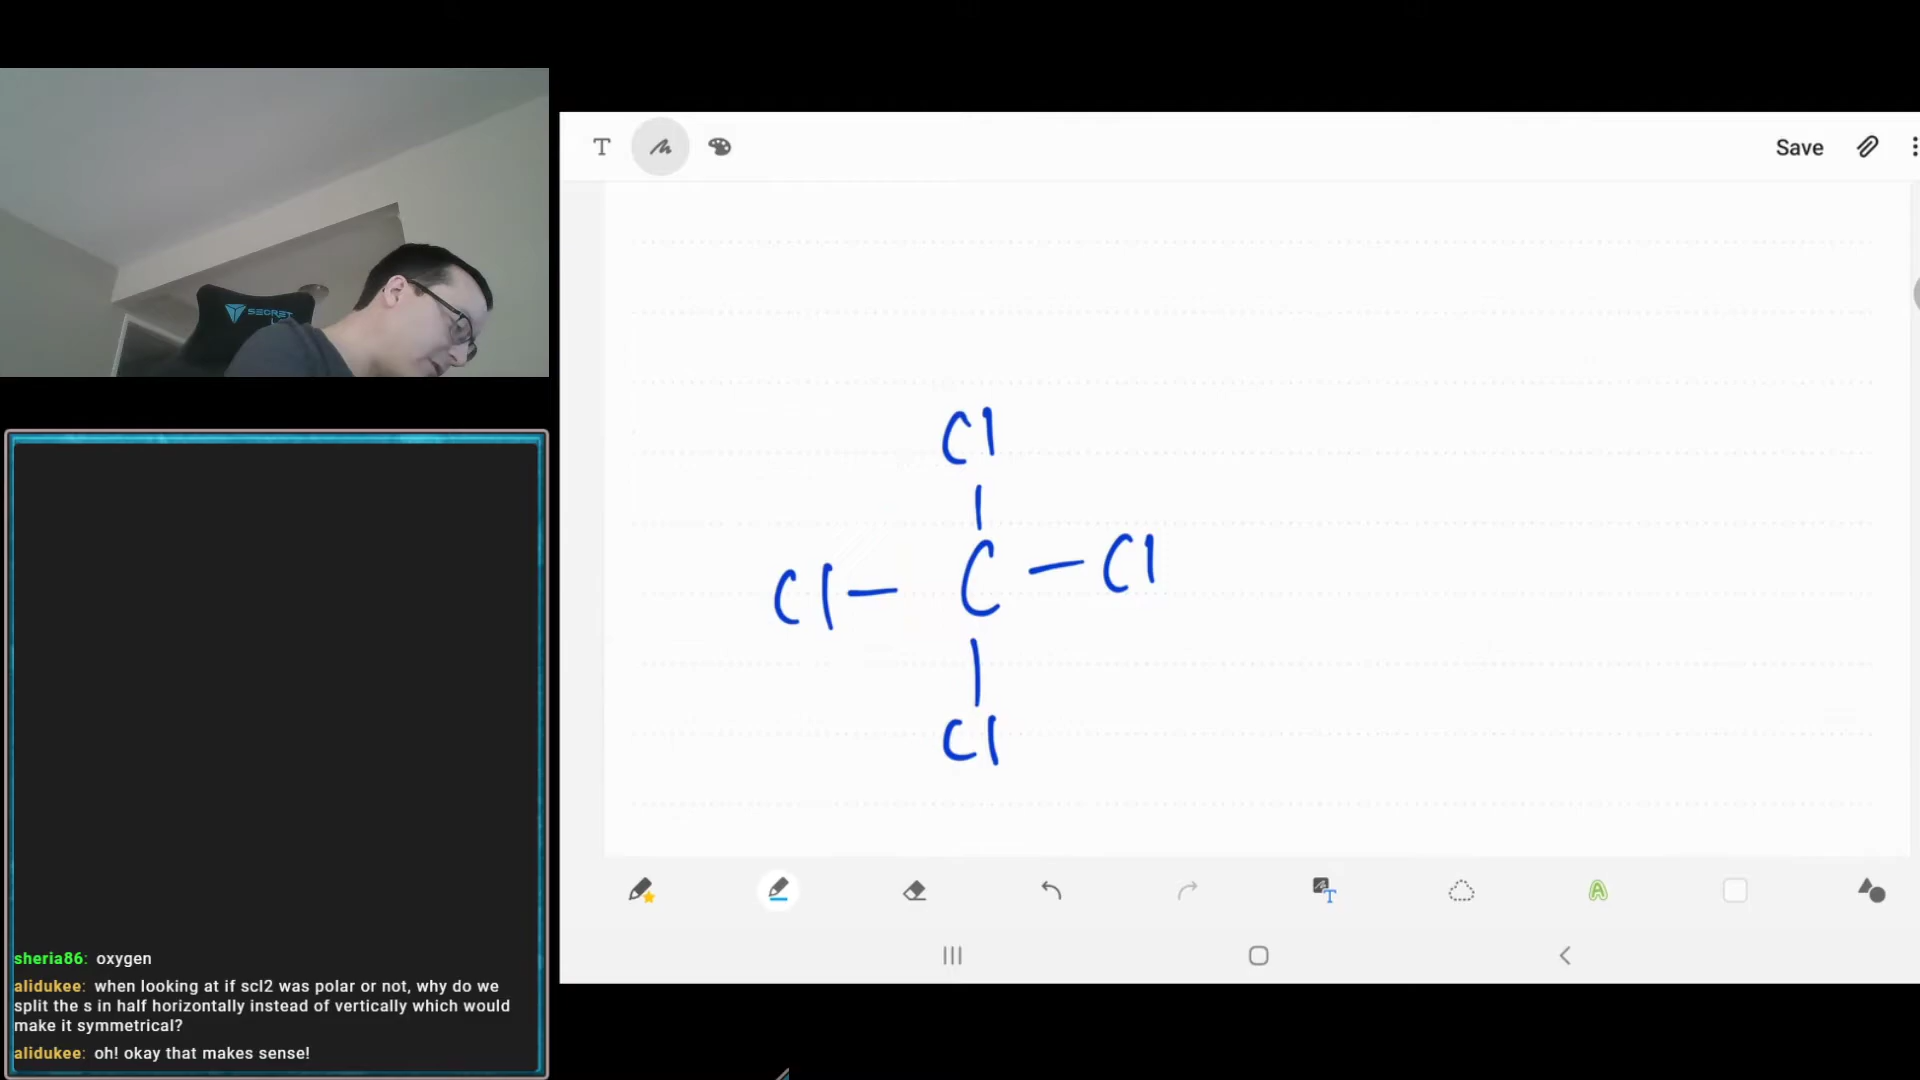 T
Save
SECRET
Cl
Cl — C — Cl
Cl
T
A
sheria86: oxygen
alidukee: when looking at if scl2 was polar or not, why do we
split the s in half horizontally instead of vertically which would
make it symmetrical?
alidukee: oh! okay that makes sense!